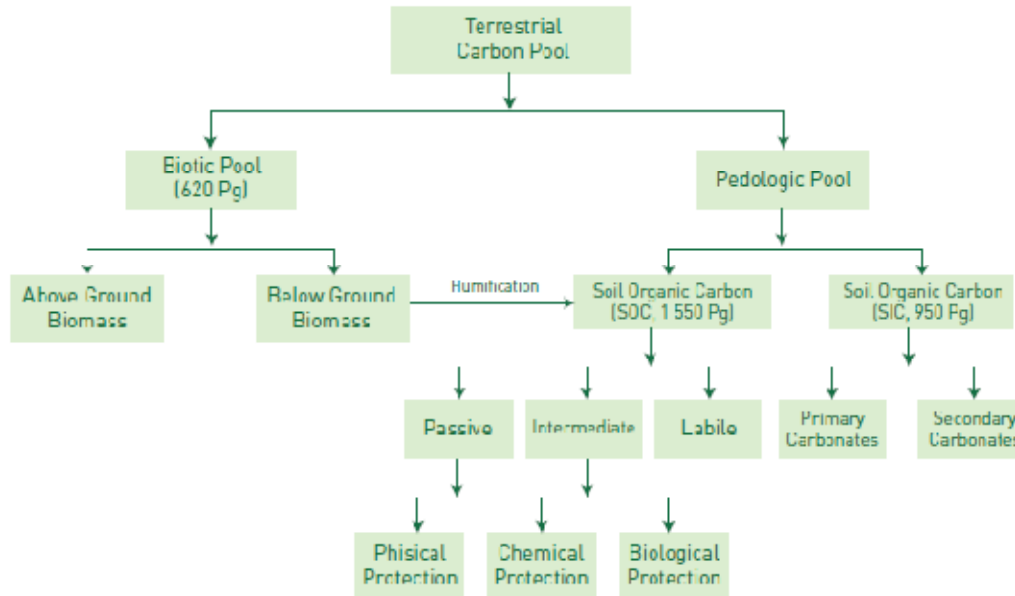 Terrestrial
Carbon Pool
Biotic Pool
(620 Pg)
Pedologic Pool
Above Ground
Biomass
Below Ground
Biomass
Humification
Soil Organic Carbon
(SOC, 1 550 Pg)
Soil Organic Carbon
(SIC, 950 Pg)
Passive
Intermediate
Labile
Primary
Carbonates
Secondary
Carbonates
Phisical
Protection
Chemical
Protection
Biological
Protection